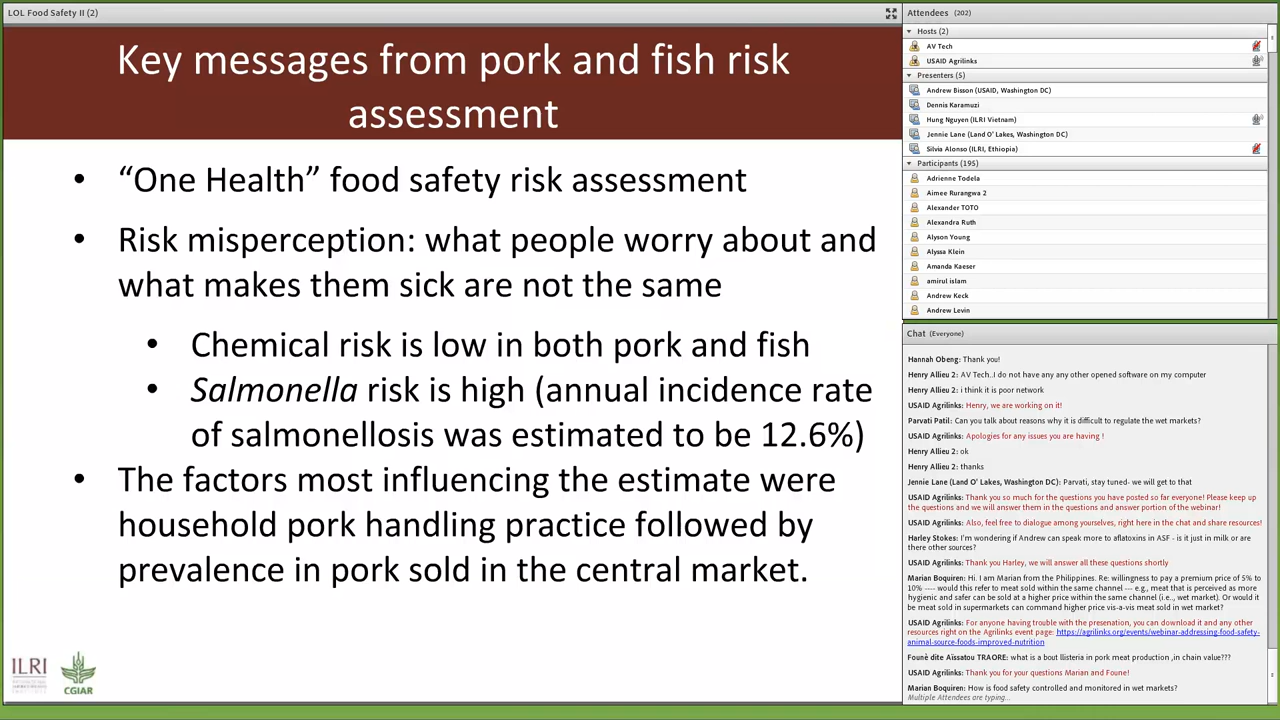 LOL Food Safety II (2)
Key messages from pork and fish risk
assessment
• “One Health” food safety risk assessment
• Risk misperception: what people worry about and
what makes them sick are not the same
• Chemical risk is low in both pork and fish
• Salmonella risk is high (annual incidence rate
of salmonellosis was estimated to be 12.6%)
• The factors most influencing the estimate were
household pork handling practice followed by
prevalence in pork sold in the central market.
ILRI
CGIAR
Attendees (202)
Hosts (2)
AV Tech
USAID Agrilinks
Presenters (5)
Andrew Bisson (USAID, Washington DC)
Dennis Karamuzi
Hung Nguyen (ILRI Vietnam)
Jennie Lane (Land O' Lakes, Washington DC)
Silvia Alonso (ILRI, Ethiopia)
Participants (195)
Adrienne Todela
Aimee Rurangwa 2
Alexander TOTO
Alexandra Ruth
Alyson Young
Alyssa Klein
Amanda Kaeser
amirul islam
Andrew Keck
Andrew Levin
Chat (Everyone)
Hannah Obeng: Thank you!
Henry Allieu 2: AV Tech..I do not have any any other opened software on my computer
Henry Allieu 2: i think it is poor network
USAID Agrilinks: Henry, we are working on it!
Parvati Patil: Can you talk about reasons why it is difficult to regulate the wet markets?
USAID Agrilinks: Apologies for any issues you are having !
Henry Allieu 2: ok
Henry Allieu 2: thanks
Jennie Lane (Land O' Lakes, Washington DC): Parvati, stay tuned- we will get to that
USAID Agrilinks: Thank you so much for the questions you have posted so far everyone! Please keep up
the questions and we will answer them in the questions and answer portion of the webinar!
USAID Agrilinks: Also, feel free to dialogue among yourselves, right here in the chat and share resources!
Harley Stokes: I'm wondering if Andrew can speak more to aflatoxins in ASF - is it just in milk or are
there other sources?
USAID Agrilinks: Thank you Harley, we will answer all these questions shortly
Marian Boquiren: Hi. I am Marian from the Philippines. Re: willingness to pay a premium price of 5% to
10% ---- would this refer to meat sold within the same channel --- e.g., meat that is perceived as more
hygienic and safer can be sold at a higher price within the same channel (i.e.., wet market). Or would it
be meat sold in supermarkets can command higher price vis-a-vis meat sold in wet market?
USAID Agrilinks: For anyone having trouble with the presenation, you can download it and any other
resources right on the Agrilinks event page: https://agrilinks.org/events/webinar-addressing-food-safety-
animal-source-foods-improved-nutrition
Founè dite Aïssatou TRAORE: what is a bout llisteria in pork meat production ,in chain value???
USAID Agrilinks: Thank you for your questions Marian and Foune!
Marian Boquiren: How is food safety controlled and monitored in wet markets?
Multiple Attendees are typing...